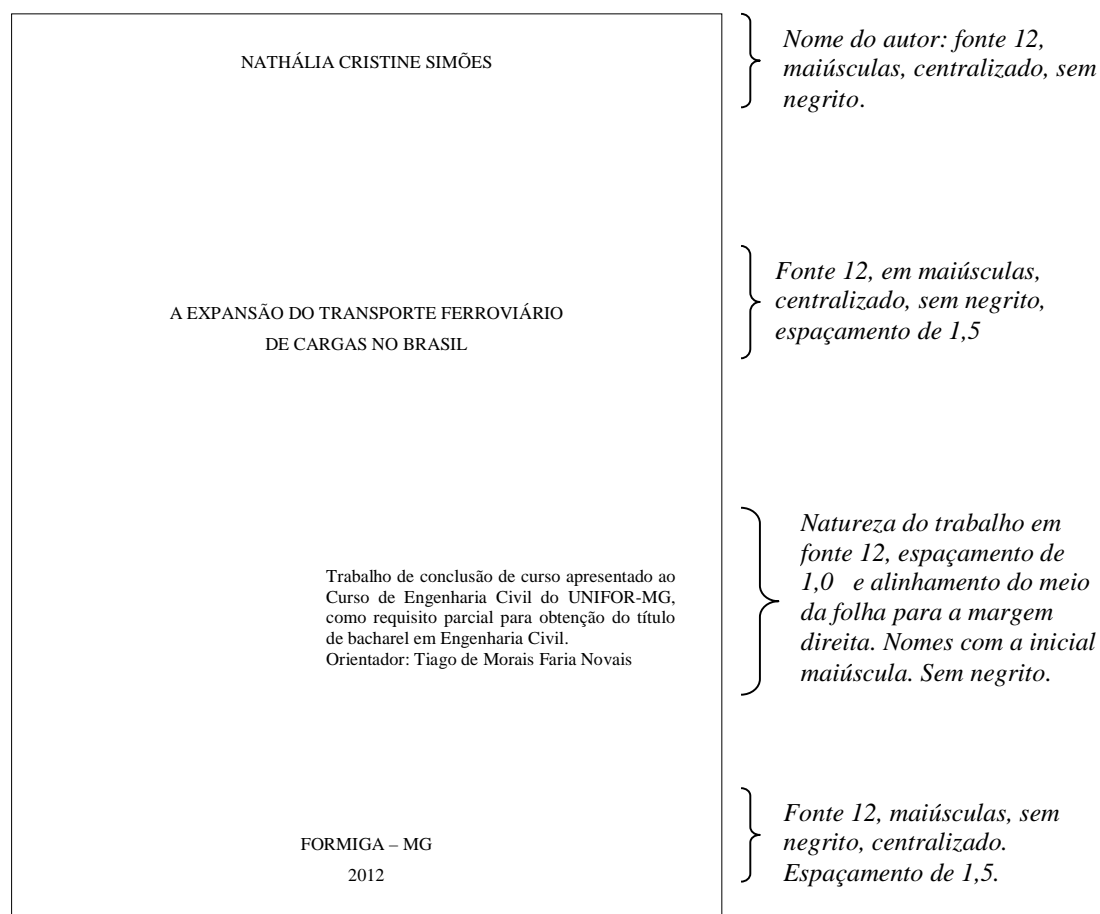 NATHÁLIA CRISTINE SIMÕES
Nome do autor: fonte 12,
maiúsculas, centralizado, sem
negrito.
A EXPANSÃO DO TRANSPORTE FERROVIÁRIO
DE CARGAS NO BRASIL
Fonte 12, em maiúsculas,
centralizado, sem negrito,
espaçamento de 1,5
Trabalho de conclusão de curso apresentado ao
Curso de Engenharia Civil do UNIFOR-MG,
como requisito parcial para obtenção do título
de bacharel em Engenharia Civil.
Orientador: Tiago de Morais Faria Novais
Natureza do trabalho em
fonte 12, espaçamento de
1,0 e alinhamento do meio
da folha para a margem
direita. Nomes com a inicial
maiúscula. Sem negrito.
FORMIGA – MG
2012
Fonte 12, maiúsculas, sem
negrito, centralizado.
Espaçamento de 1,5.